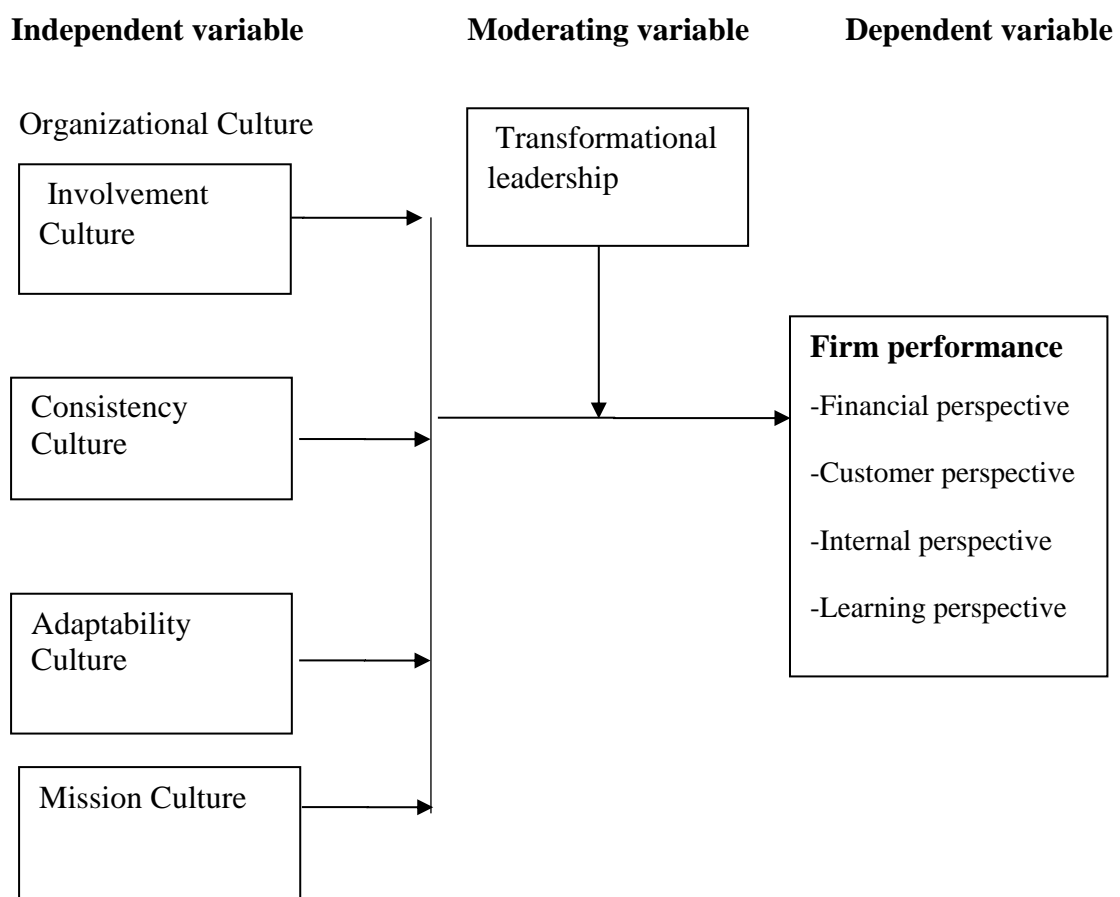 Independent variable
Moderating variable
Dependent variable
Organizational Culture
Involvement
Culture
Consistency
Culture
Adaptability
Culture
Mission Culture
Transformational
leadership
Firm performance
-Financial perspective
-Customer perspective
-Internal perspective
-Learning perspective